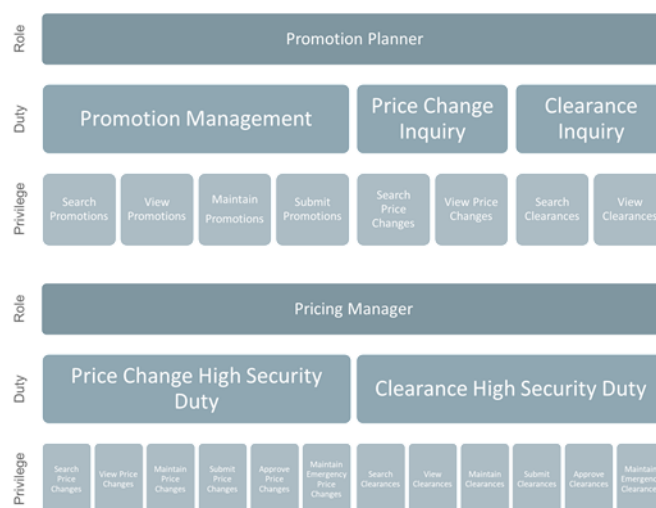 Role
Promotion Planner
Duty
Promotion Management
Price Change
Inquiry
Clearance
Inquiry
Privilege
Search
Promotions
View
Promotions
Maintain
Promotions
Submit
Promotions
Search
Price
Changes
View Price
Changes
Search
Clearances
View
Clearances
Role
Pricing Manager
Duty
Price Change High Security
Duty
Clearance High Security Duty
Privilege
Search
Price
Changes
View Price
Changes
Maintain
Price
Changes
Submit
Price
Changes
Approve
Price
Changes
Maintain
Emergency
Price
Changes
Search
Clearances
View
Clearances
Maintain
Clearances
Submit
Clearances
Approve
Clearances
Maintain
Emergency
Clearance